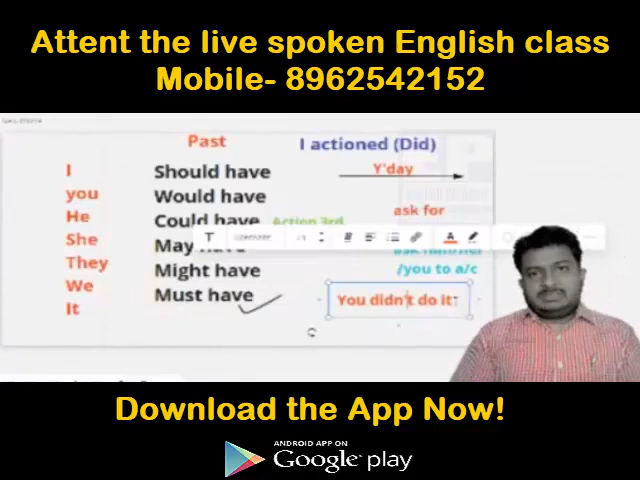 Attent the live spoken English class
Mobile- 8962542152
Past
I actioned (Did)
I
you
He
She
They
We
It
Should have
Would have
Could have
May have
Might have
Must have
Action 3rd
Y'day
ask for
/you to a/c
You didn't do it
Download the App Now!
ANDROID APP ON
Google play